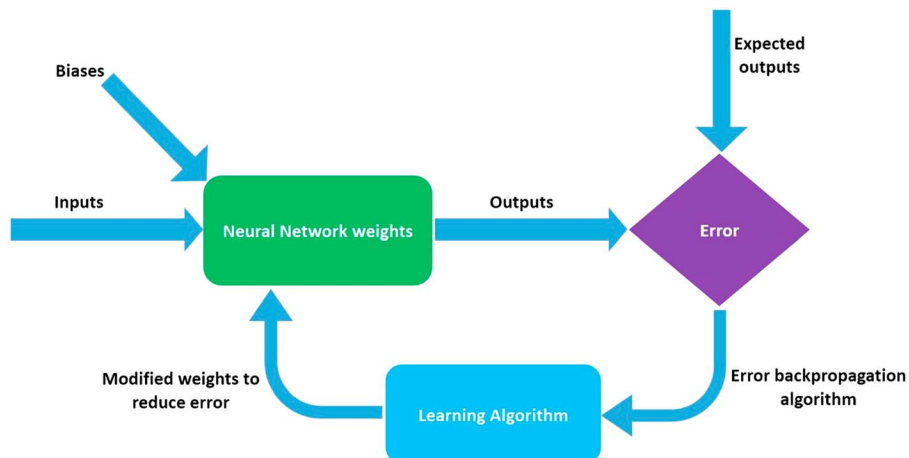 Expected
outputs
Biases
Inputs
Neural Network weights
Outputs
Error
Modified weights to
reduce error
Learning Algorithm
Error backpropagation
algorithm